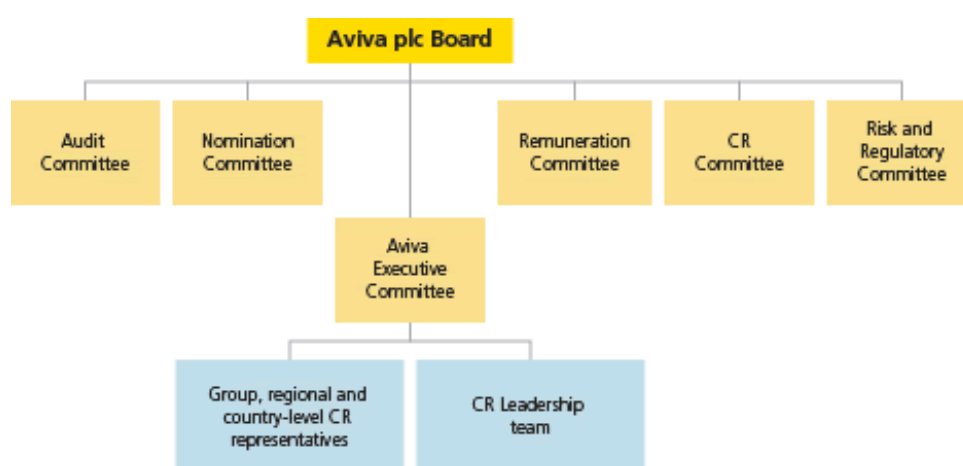 Aviva plc Board
Audit
Committee
Nomination
Committee
Remuneration
Committee
CR
Committee
Risk and
Regulatory
Committee
Aviva
Executive
Committee
Group, regional and
country-level CR
representatives
CR Leadership
team